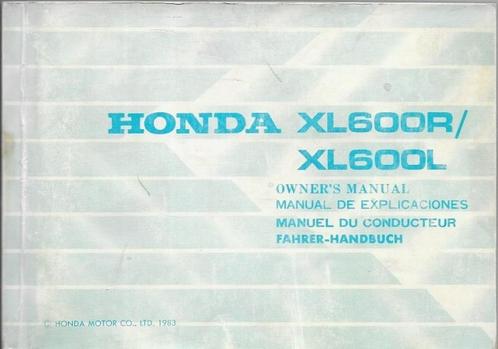 HONDA XL600R/
XL600L
OWNER'S MANUAL
MANUAL DE EXPLICACIONES
MANUEL DU CONDUCTEUR
FAHRER-HANDBUCH
© HONDA MOTOR CO., LTD. 1983